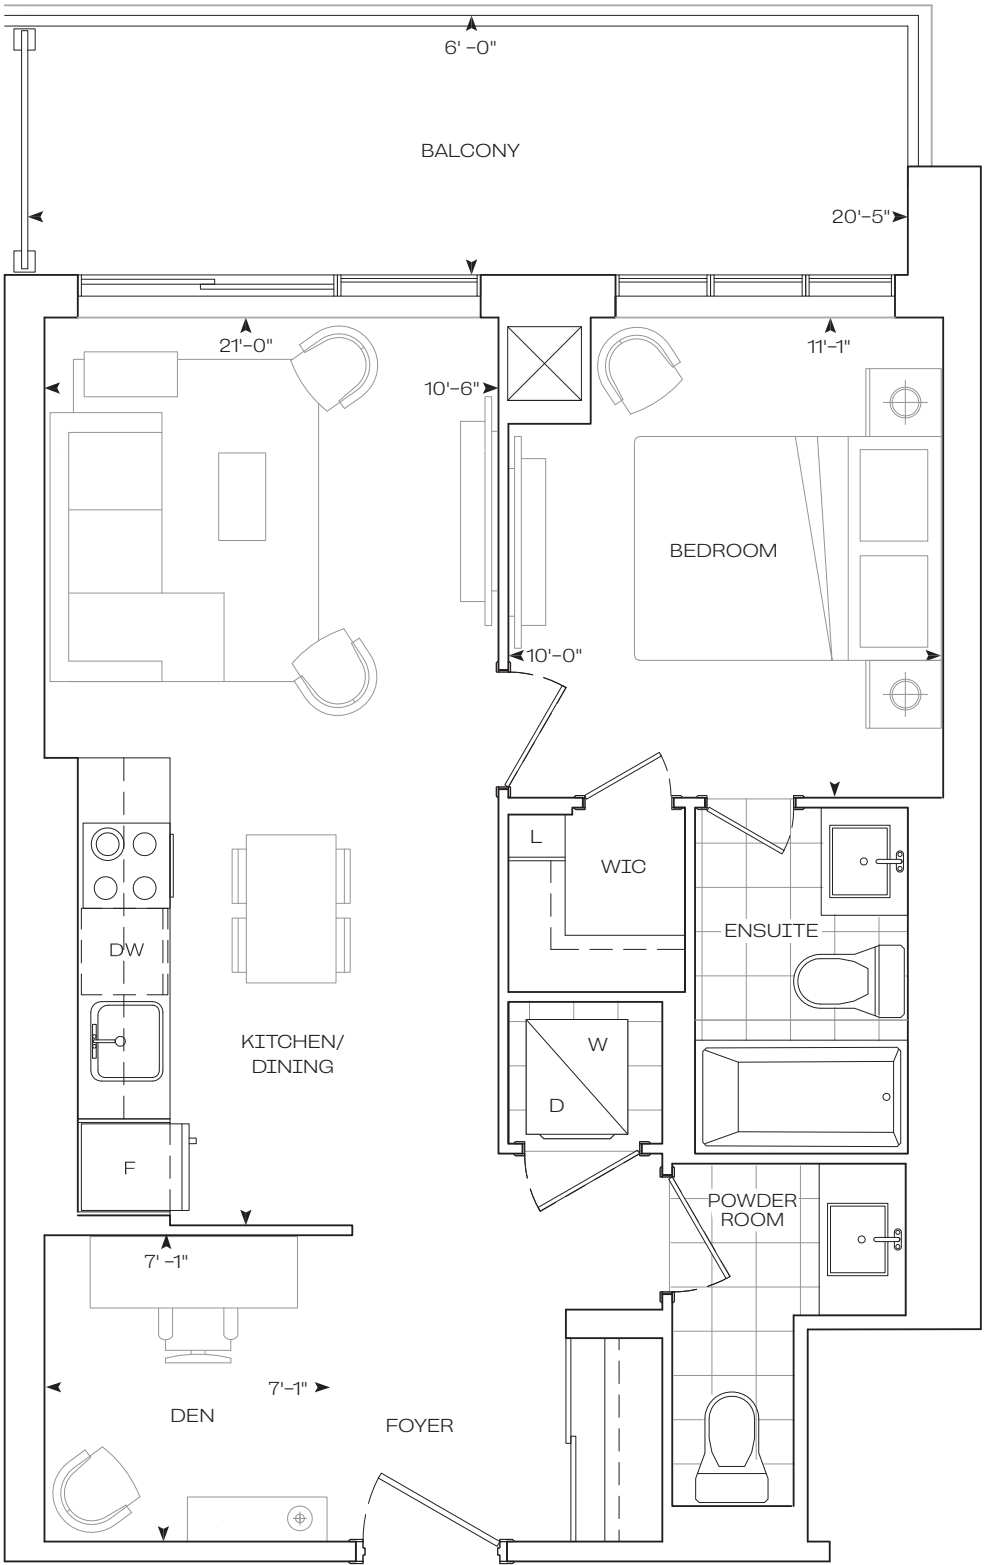 6' -0"
BALCONY
20'-5"
21'-0"
11'-1"
10'-6"
BEDROOM
10'-0"
L
WIC
ENSUITE
DW
KITCHEN/
DINING
W
D
F
POWDER
ROOM
7' -1"
7'-1"
DEN
FOYER